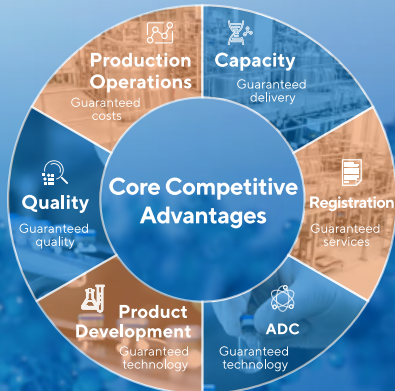 Production
Operations
Guaranteed
costs
Capacity
Guaranteed
delivery
Quality
Guaranteed
quality
Core Competitive
Advantages
Registration
Guaranteed
services
Product
Development
Guaranteed
technology
ADC
Guaranteed
technology